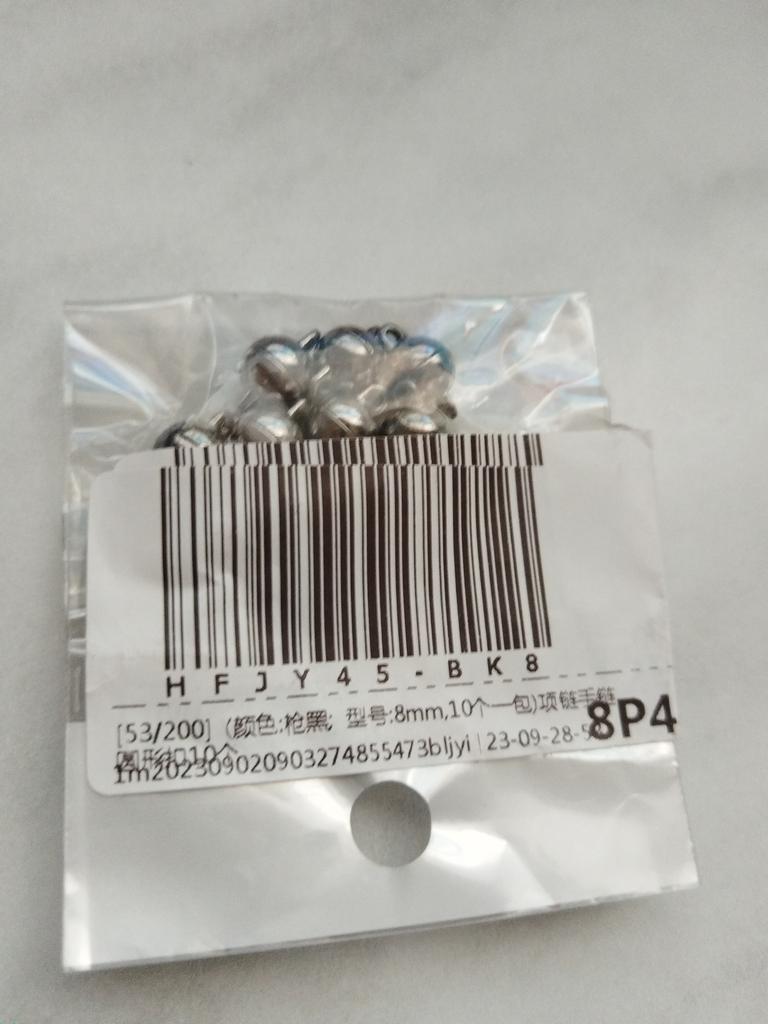 HFJY45-BK8
[53/200] (颜色:枪黑; 型号:8mm,10个一包)项链手链
圆形扣10个
8P4
1m202309020903274855473bljyi | 23-09-28-5